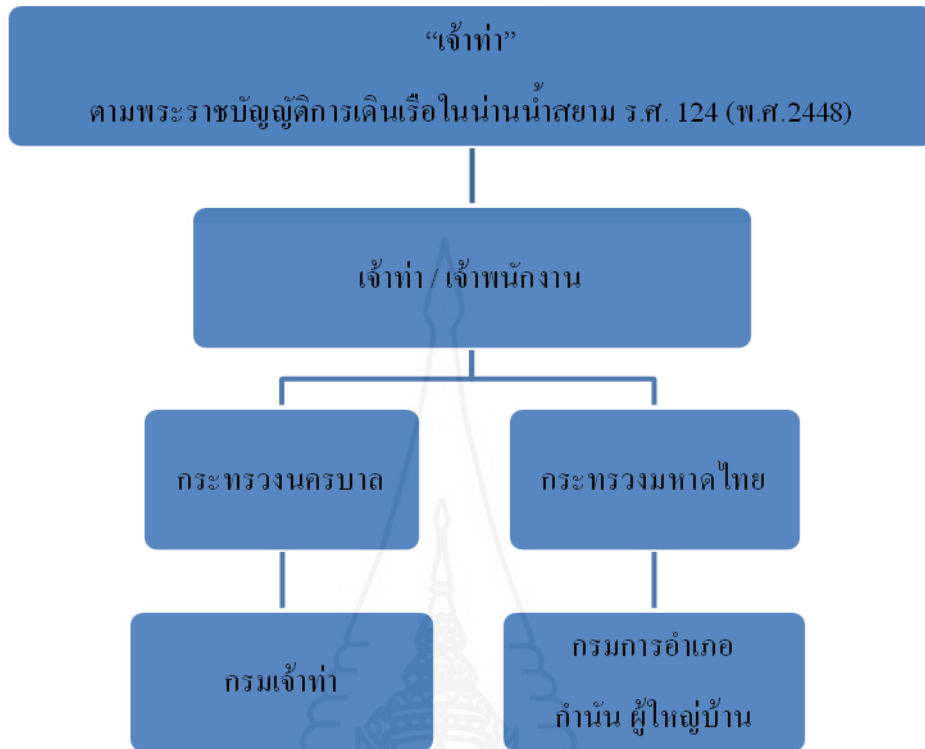 “เจ้าท่า”
ตามพระราชบัญญัติการเดินเรือในน่านน้ำสยาม ร.ศ. 124 (พ.ศ.2448)
เจ้าท่า / เจ้าพนักงาน
กระทรวงนครบาล
กระทรวงมหาดไทย
กรมเจ้าท่า
กรมการอำเภอ
กำนัน ผู้ใหญ่บ้าน